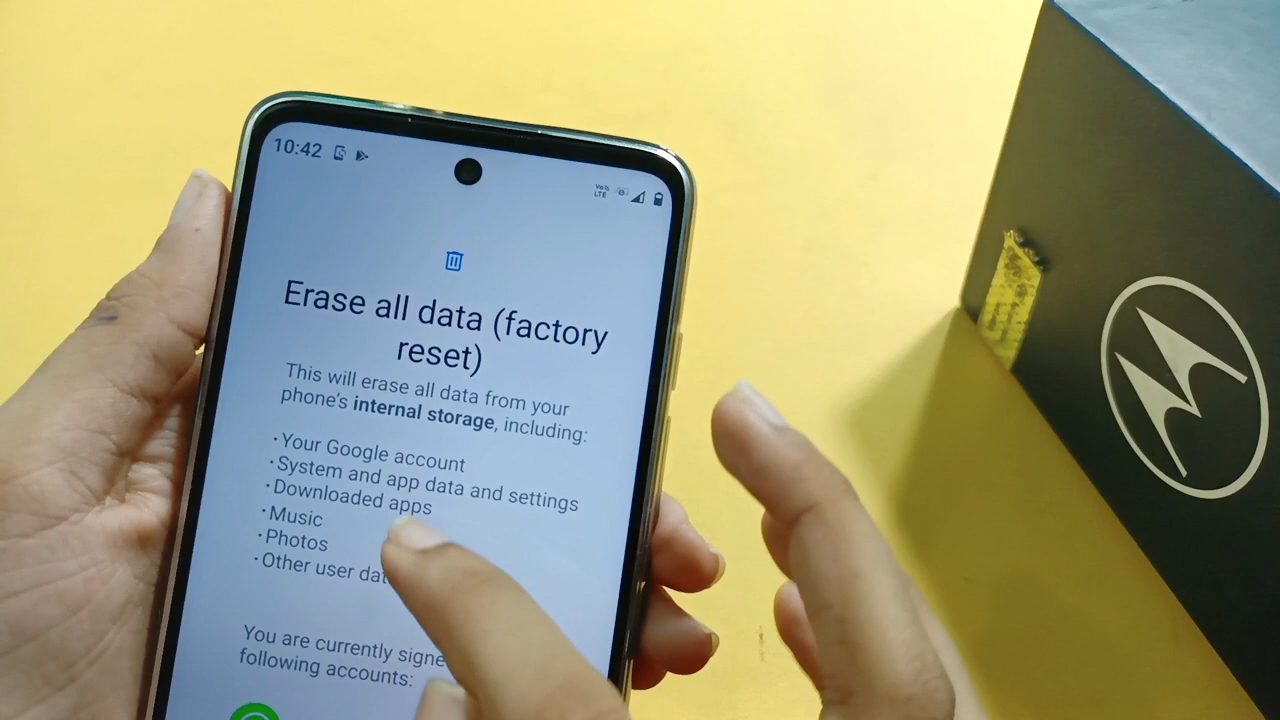 10:42
VoLTE
Erase all data (factory
reset)
This will erase all data from your
phone's internal storage, including:
· Your Google account
· System and app data and settings
· Downloaded apps
· Music
· Photos
· Other user
You are currently
following accounts: